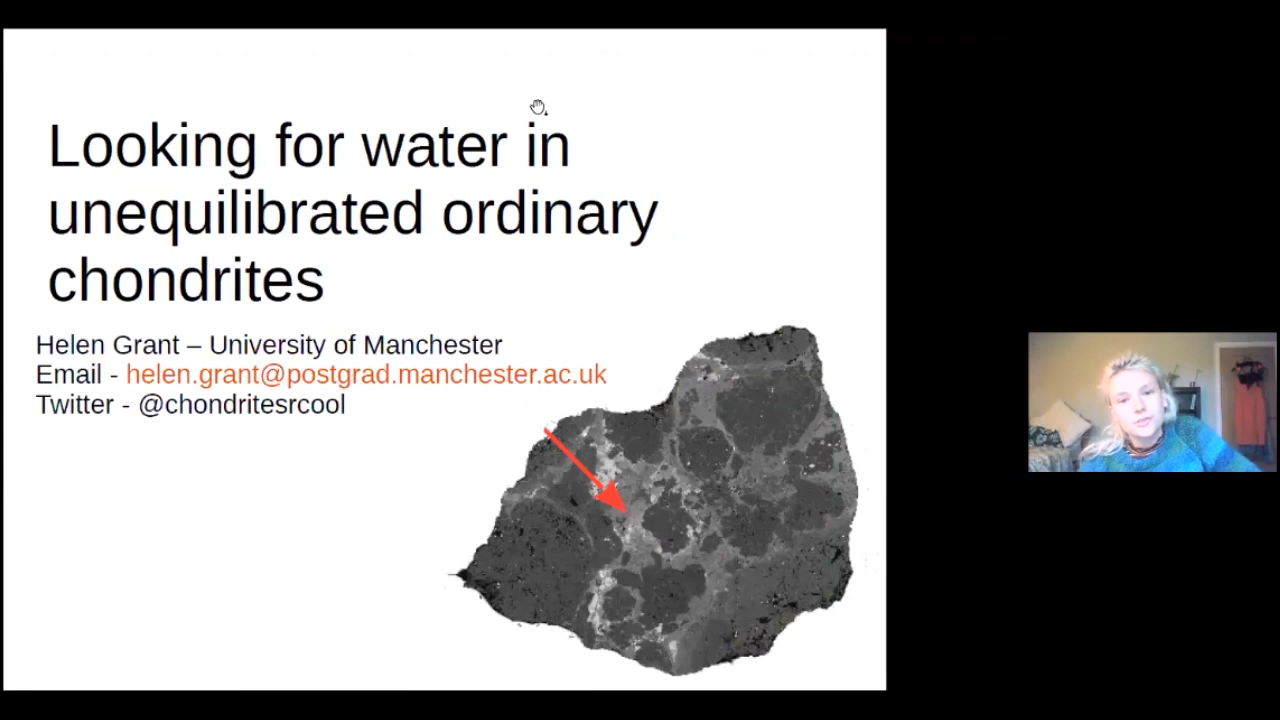 Looking for water in
unequilibrated ordinary
chondrites
Helen Grant – University of Manchester
Email - helen.grant@postgrad.manchester.ac.uk
Twitter - @chondritesrcool